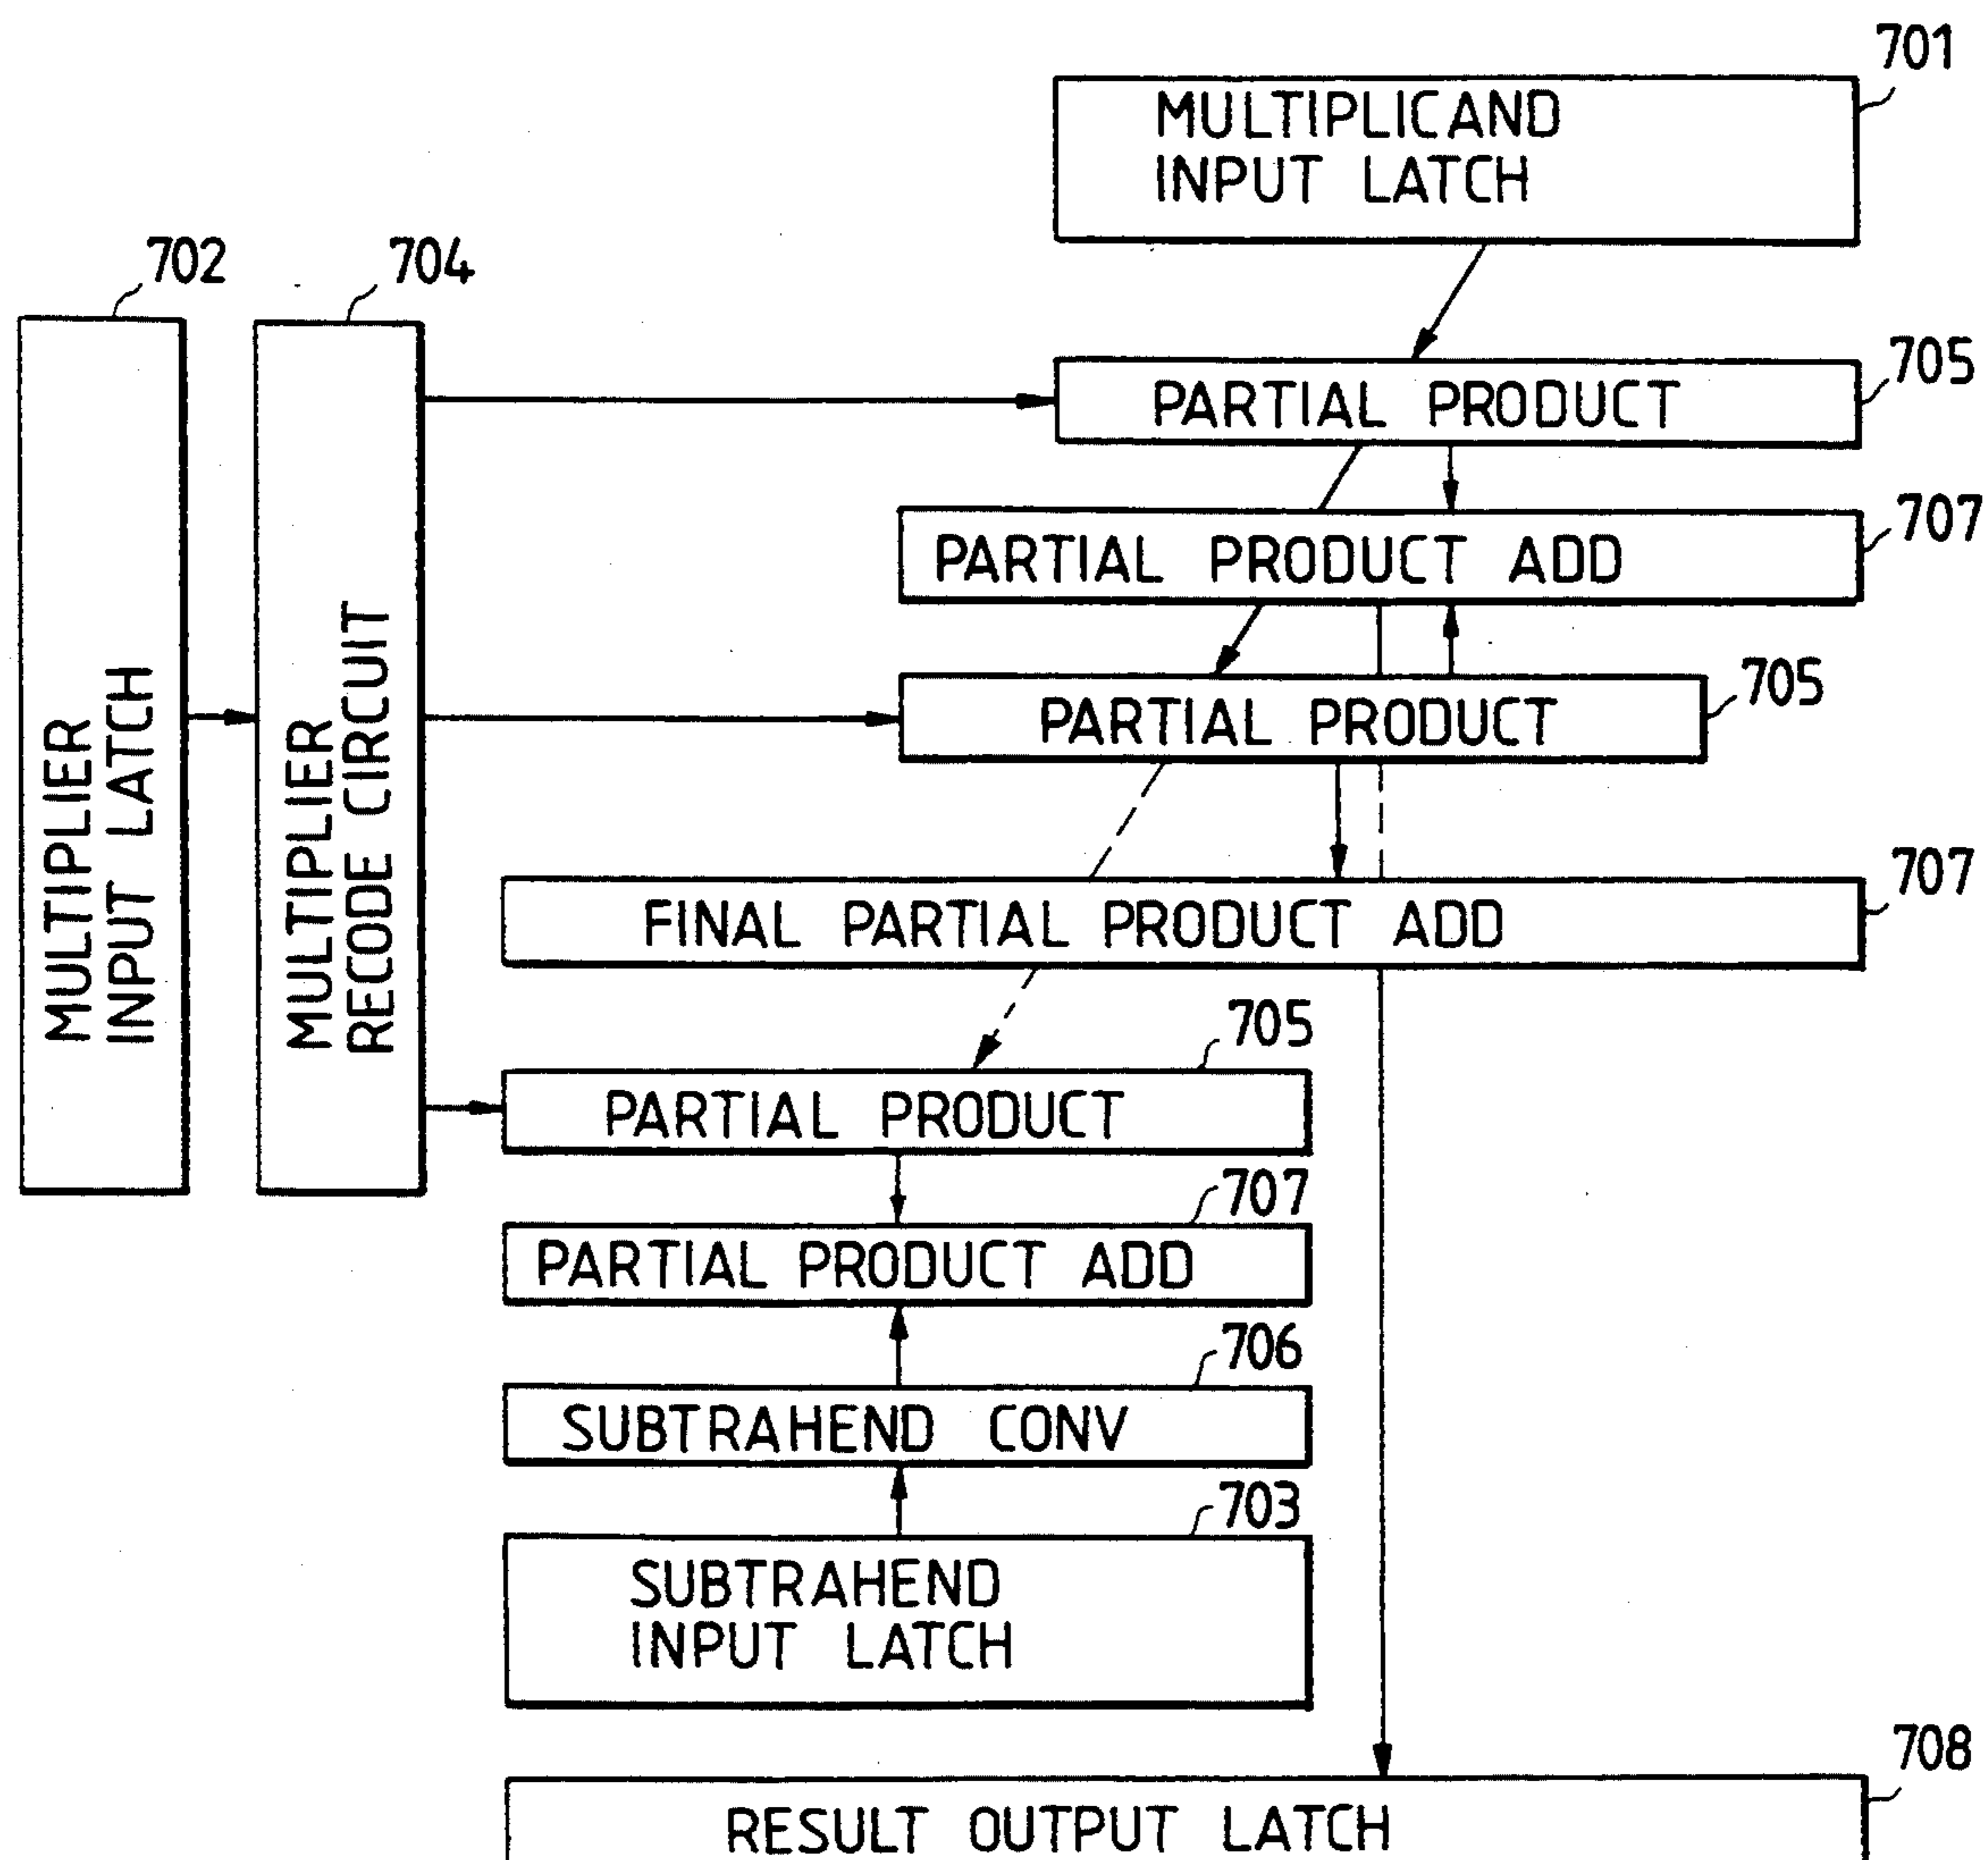 701
MULTIPLICAND
INPUT LATCH
702
704
705
PARTIAL PRODUCT
707
PARTIAL PRODUCT ADD
705
PARTIAL PRODUCT
MULTIPLIER
INPUT LATCH
MULTIPLIER
RECODE CIRCUIT
707
FINAL PARTIAL PRODUCT ADD
705
PARTIAL PRODUCT
707
PARTIAL PRODUCT ADD
706
SUBTRAHEND CONV
703
SUBTRAHEND
INPUT LATCH
708
RESULT OUTPUT LATCH